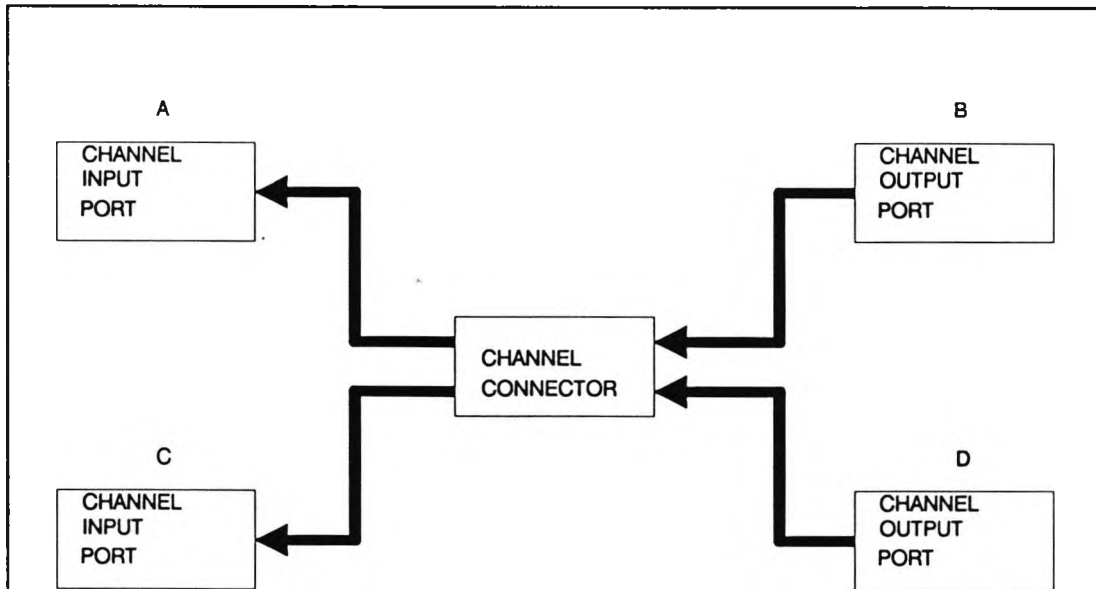 A
CHANNEL
INPUT
PORT
B
CHANNEL
OUTPUT
PORT
CHANNEL
CONNECTOR
C
CHANNEL
INPUT
PORT
D
CHANNEL
OUTPUT
PORT